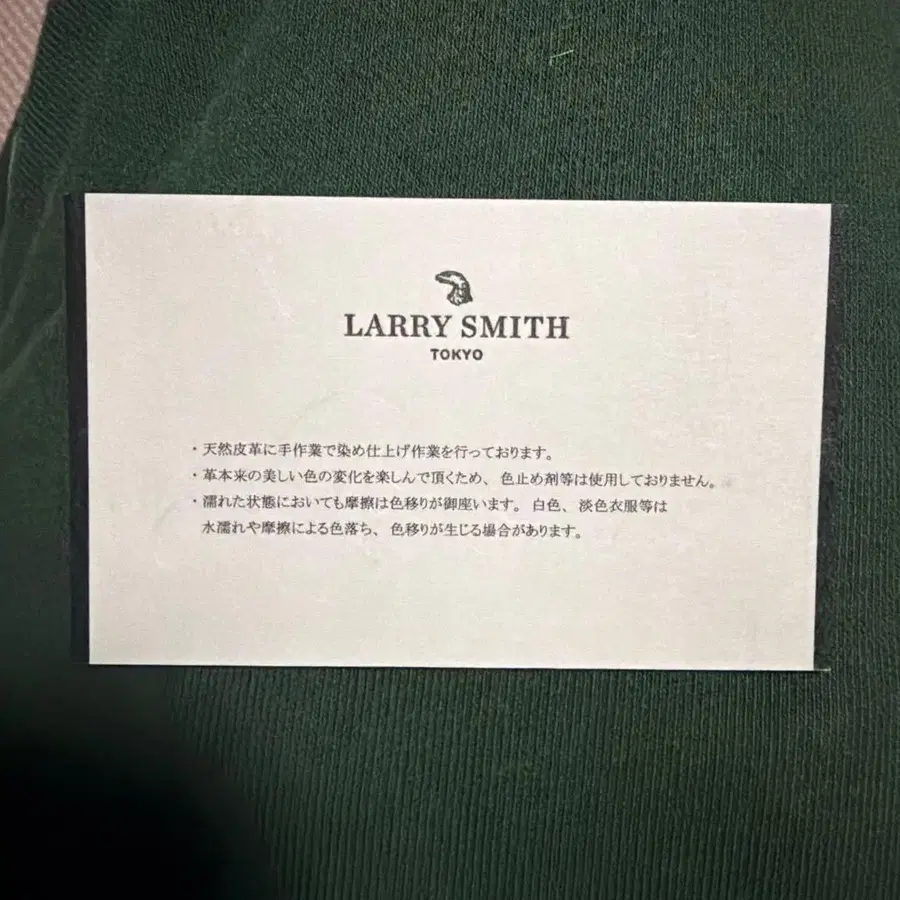 LARRY SMITH
TOKYO
・天然皮革に手作業で染め仕上げ作業を行っております。
・革本来の美しい色の変化を楽しんで頂くため、色止め剤等は使用しておりません。
・濡れた状態においても摩擦は色移りが御座います。白色、淡色衣服等は
水濡れや摩擦による色落ち、色移りが生じる場合があります。